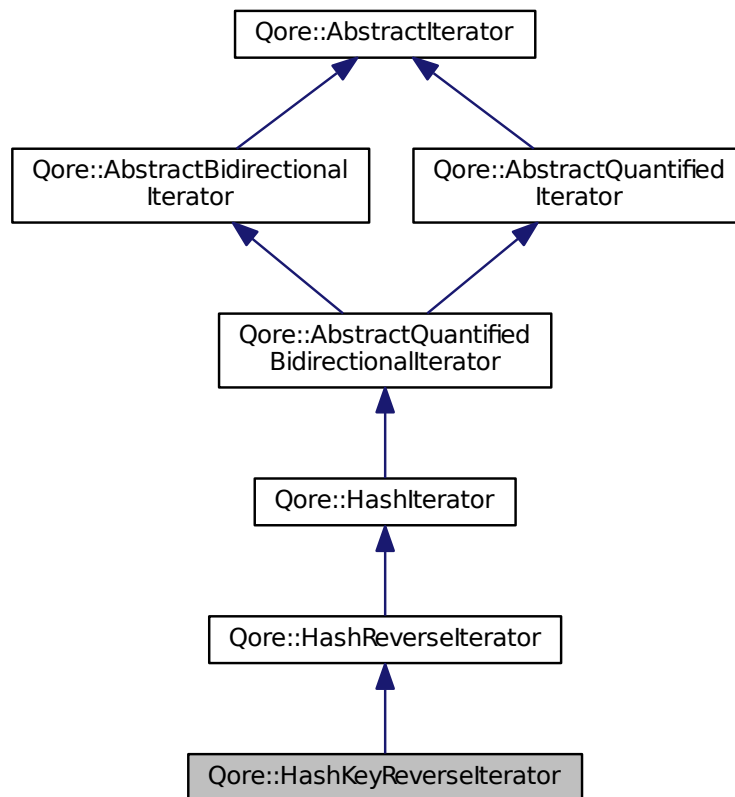 Qore::AbstractIterator
Qore::AbstractBidirectional
Iterator
Qore::AbstractQuantified
Iterator
Qore::AbstractQuantified
BidirectionalIterator
Qore::HashIterator
Qore::HashReverseIterator
Qore::HashKeyReverseIterator